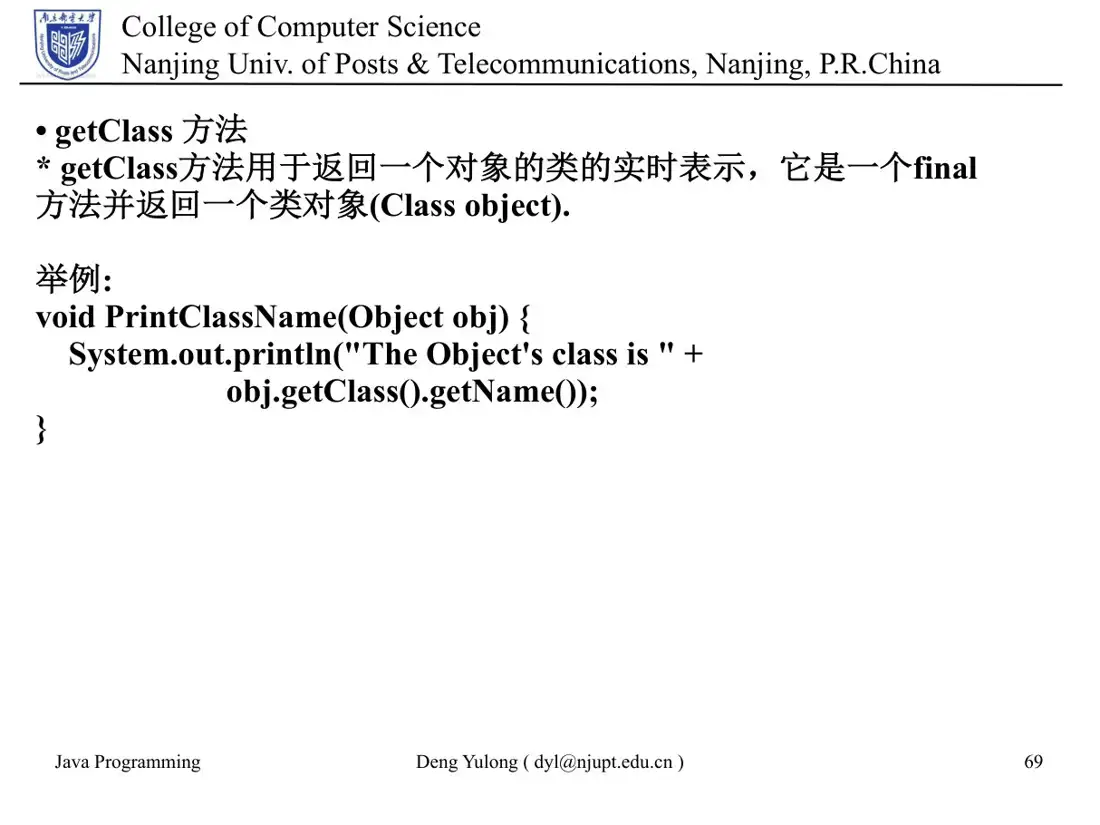 College of Computer Science
Nanjing Univ. of Posts & Telecommunications, Nanjing, P.R.China
• getClass 方法
* getClass方法用于返回一个对象的类的实时表示，它是一个final
方法并返回一个类对象(Class object).
举例:
void PrintClassName(Object obj) {
System.out.println("The Object's class is " +
obj.getClass().getName());
}
Java Programming
Deng Yulong ( dyl@njupt.edu.cn )
69